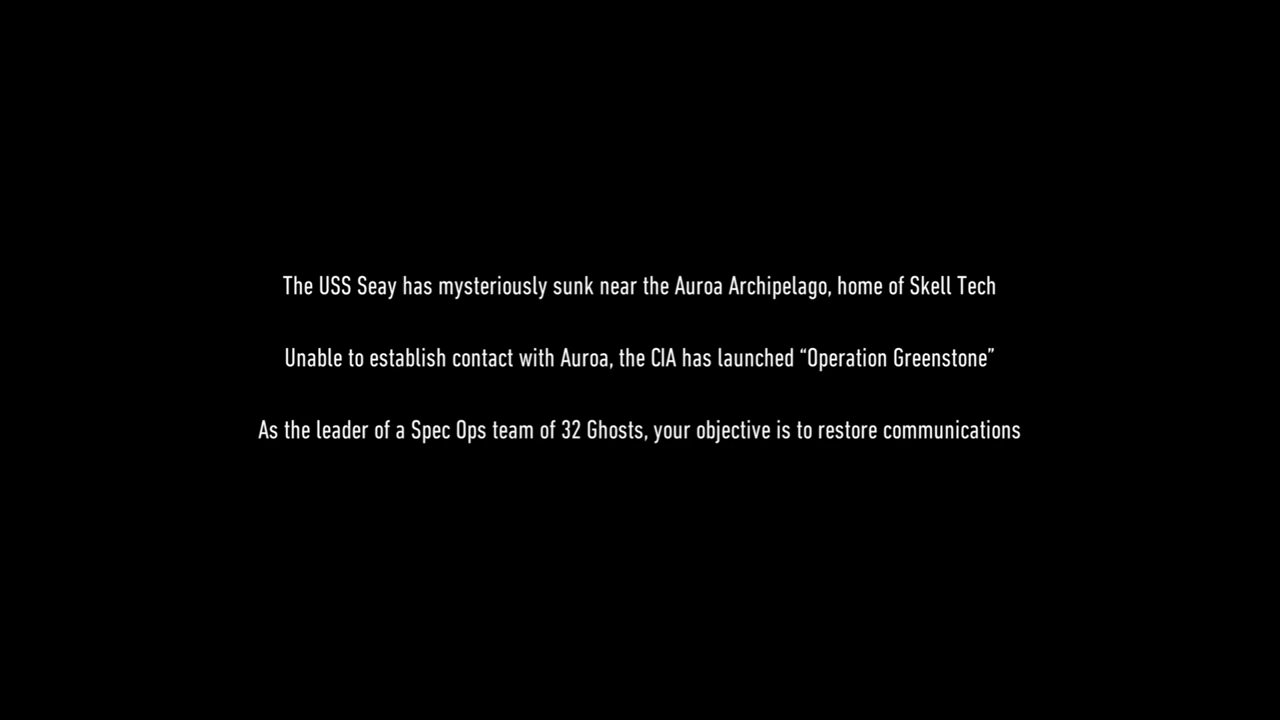 The USS Seay has mysteriously sunk near the Auroa Archipelago, home of Skell Tech
Unable to establish contact with Auroa, the CIA has launched “Operation Greenstone”
As the leader of a Spec Ops team of 32 Ghosts, your objective is to restore communications